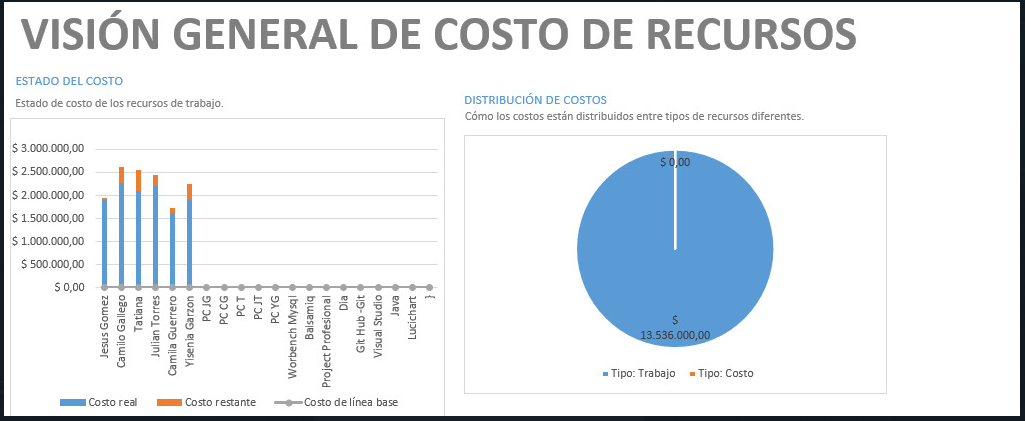 VISIÓN GENERAL DE COSTO DE RECURSOS
ESTADO DEL COSTO
Estado de costo de los recursos de trabajo.
$ 3.000.000,00
$ 2.500.000,00
$ 2.000.000,00
$ 1.500.000,00
$ 1.000.000,00
$ 500.000,00
$ 0,00
Jesus Gomez
Camilo Gallego
Tatiana
Julian Torres
Camila Guerrero
Yisenia Garzon
PC JG
PC CG
PC T
PC JT
PC YG
Worbench Mysql
Balsamiq
Project Profesional
Dia
Git Hub -Git
Visual Studio
Java
Lucichart
}
Costo real
Costo restante
Costo de línea base
DISTRIBUCIÓN DE COSTOS
Cómo los costos están distribuidos entre tipos de recursos diferentes.
$ 0,00
$
13.536.000,00
Tipo: Trabajo
Tipo: Costo